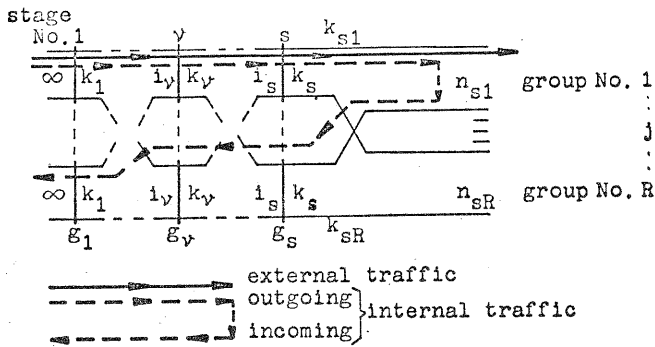 stage
No.1 ν s k_s1
∞ k_1 i_ν k_ν i_s k_s n_s1 group No. 1
⋮
j
⋮
∞ k_1 i_ν k_ν i_s k_s n_sR group No. R
g_1 g_ν g_s k_sR
external traffic
outgoing
internal traffic
incoming